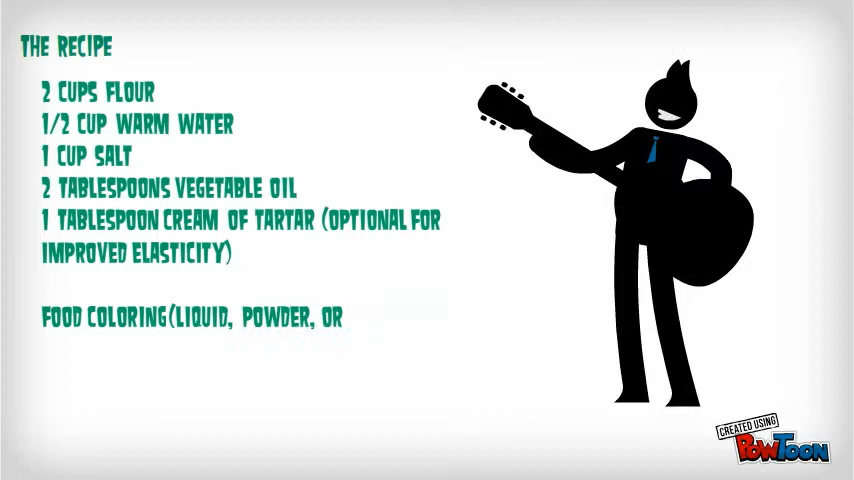 THE RECIPE
2 CUPS FLOUR
1/2 CUP WARM WATER
1 CUP SALT
2 TABLESPOONS VEGETABLE OIL
1 TABLESPOON CREAM OF TARTAR (OPTIONAL FOR
IMPROVED ELASTICITY)
FOOD COLORING(LIQUID, POWDER, OR
CREATED USING
POWTOON